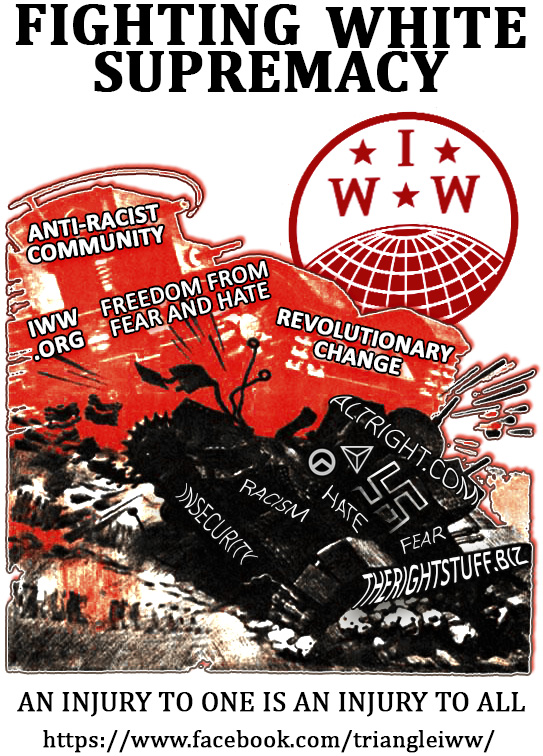 FIGHTING WHITE
SUPREMACY
I
W W
ANTI-RACIST
COMMUNITY
IWW
.ORG
FREEDOM FROM
FEAR AND HATE
REVOLUTIONARY
CHANGE
ALTRIGHT.COM
RACISM
HATE
INSECURITY
FEAR
THERIGHTSTUFF.BIZ
AN INJURY TO ONE IS AN INJURY TO ALL
https://www.facebook.com/triangleiww/